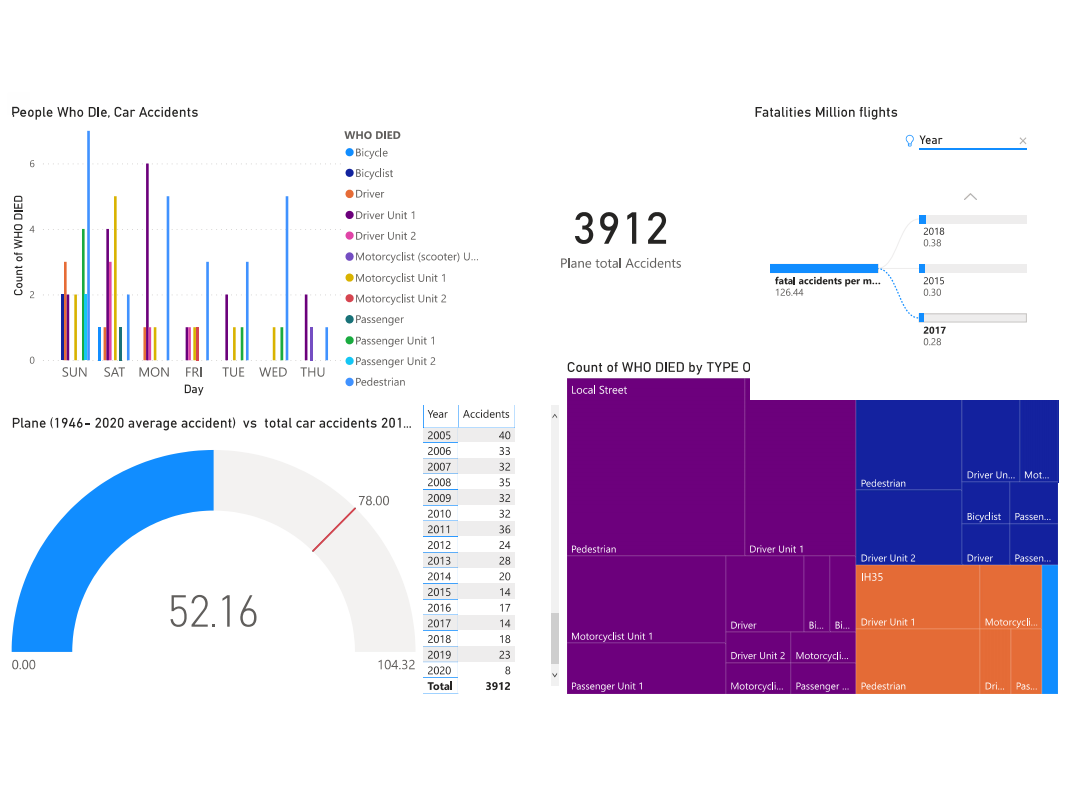 People Who DIe, Car Accidents
Count of WHO DIED
6
4
2
0
SUN SAT MON FRI TUE WED THU
Day
WHO DIED
Bicycle
Bicyclist
Driver
Driver Unit 1
Driver Unit 2
Motorcyclist (scooter) U...
Motorcyclist Unit 1
Motorcyclist Unit 2
Passenger
Passenger Unit 1
Passenger Unit 2
Pedestrian
3912
Plane total Accidents
Fatalities Million flights
Year
fatal accidents per m...
126.44
2018
0.38
2015
0.30
2017
0.28
Plane (1946- 2020 average accident) vs total car accidents 201...
78.00
52.16
0.00
104.32
Year Accidents
2005 40
2006 33
2007 32
2008 35
2009 32
2010 32
2011 36
2012 24
2013 28
2014 20
2015 14
2016 17
2017 14
2018 18
2019 23
2020 8
Total 3912
Count of WHO DIED by TYPE O
Local Street
Pedestrian
Driver Unit 1
Motorcyclist Unit 1
Passenger Unit 1
Driver
Bi...
Bi...
Driver Unit 2
Motorcycli...
Motorcycli...
Passenger ...
Pedestrian
Driver Un...
Mot...
Bicyclist
Passen...
Driver Unit 2
Driver
Passen...
IH35
Driver Unit 1
Motorcycli...
Pedestrian
Dri...
Pas...